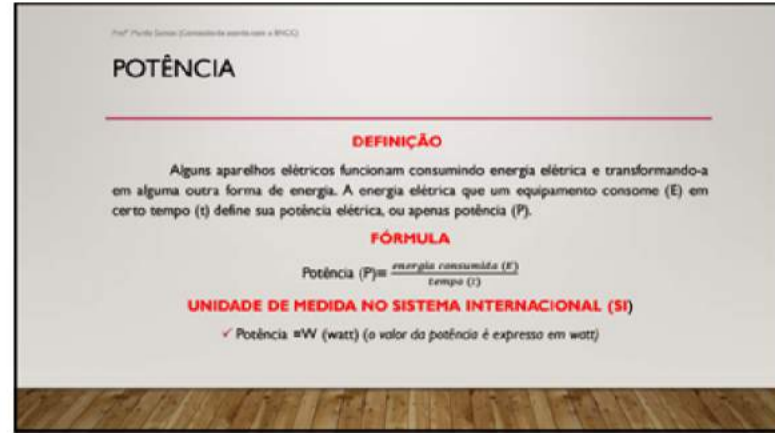 POTÊNCIA
DEFINIÇÃO
Alguns aparelhos elétricos funcionam consumindo energia elétrica e transformando-a
em alguma outra forma de energia. A energia elétrica que um equipamento consome (E) em
certo tempo (t) define sua potência elétrica, ou apenas potência (P).
FÓRMULA
Potência (P)= energia consumida (E)
tempo (t)
UNIDADE DE MEDIDA NO SISTEMA INTERNACIONAL (SI)
✓ Potência =W (watt) (o valor da potência é expresso em watt)